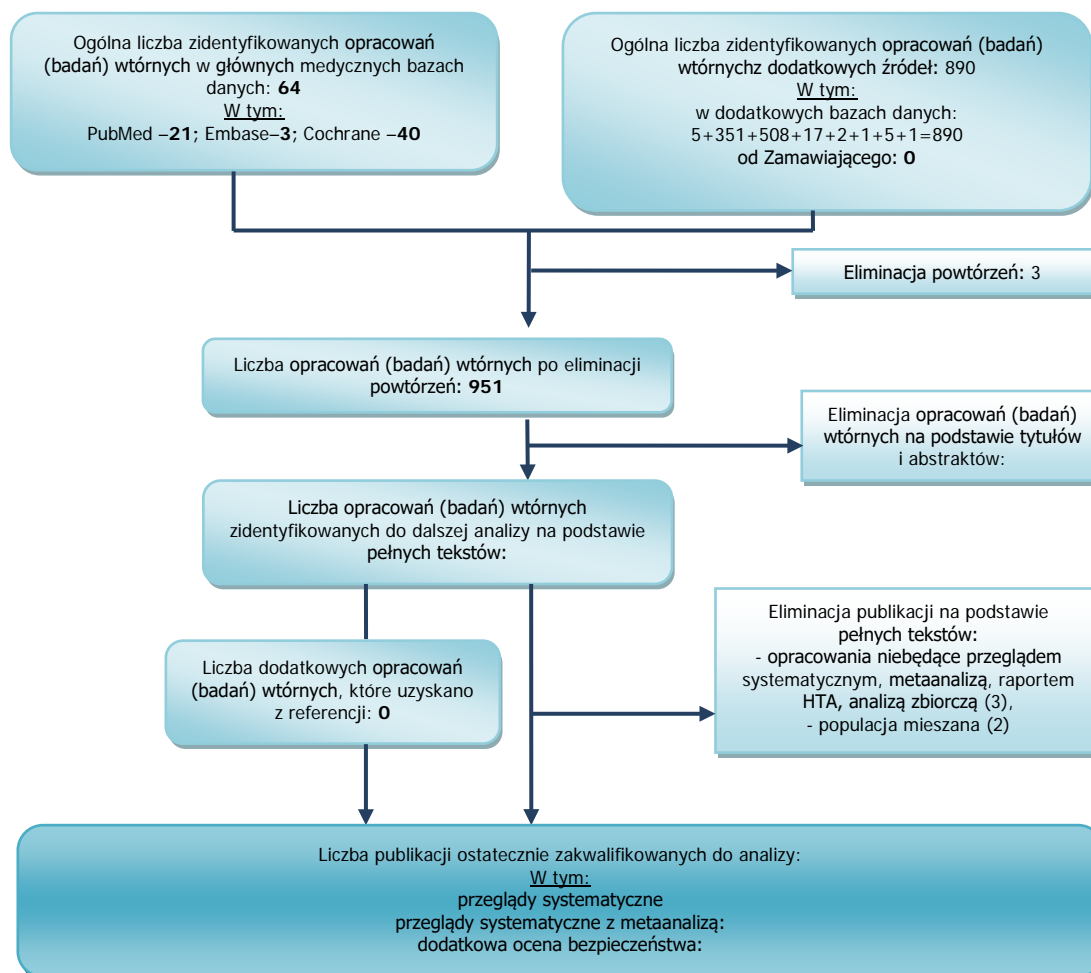 Ogólna liczba zidentyfikowanych opracowań
(badań) wtórnych w głównych medycznych bazach
danych: 64
W tym:
PubMed –21; Embase–3; Cochrane –40
Ogólna liczba zidentyfikowanych opracowań (badań)
wtórnychz dodatkowych źródeł: 890
W tym:
w dodatkowych bazach danych:
5+351+508+17+2+1+5+1=890
od Zamawiającego: 0
Eliminacja powtórzeń: 3
Liczba opracowań (badań) wtórnych po eliminacji
powtórzeń: 951
Eliminacja opracowań (badań)
wtórnych na podstawie tytułów
i abstraktów:
Liczba opracowań (badań) wtórnych
zidentyfikowanych do dalszej analizy na podstawie
pełnych tekstów:
Eliminacja publikacji na podstawie
pełnych tekstów:
- opracowania niebędące przeglądem
systematycznym, metaanalizą, raportem
HTA, analizą zbiorczą (3),
- populacja mieszana (2)
Liczba dodatkowych opracowań
(badań) wtórnych, które uzyskano
z referencji: 0
Liczba publikacji ostatecznie zakwalifikowanych do analizy:
W tym:
przeglądy systematyczne
przeglądy systematyczne z metaanalizą:
dodatkowa ocena bezpieczeństwa: